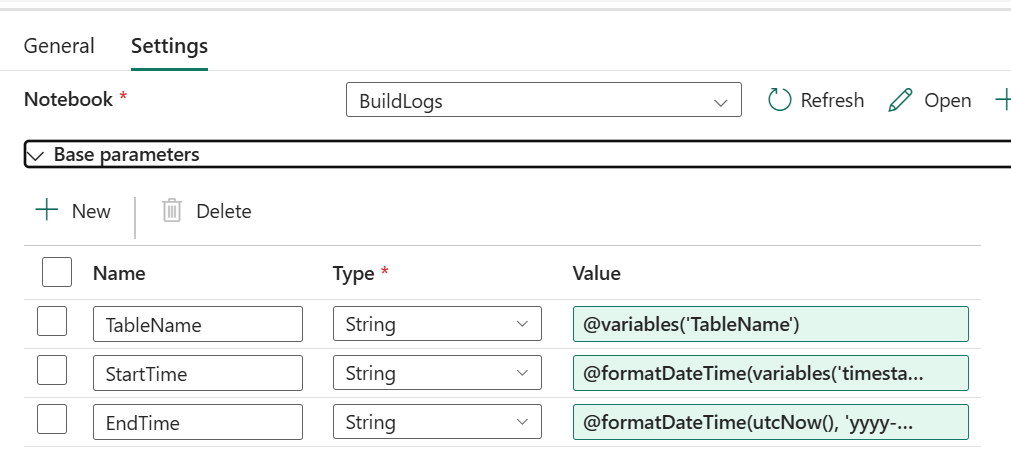 General Settings
Notebook * BuildLogs Refresh Open
Base parameters
New Delete
Name Type * Value
TableName String @variables('TableName')
StartTime String @formatDateTime(variables('timesta...
EndTime String @formatDateTime(utcNow(), 'yyyy-...